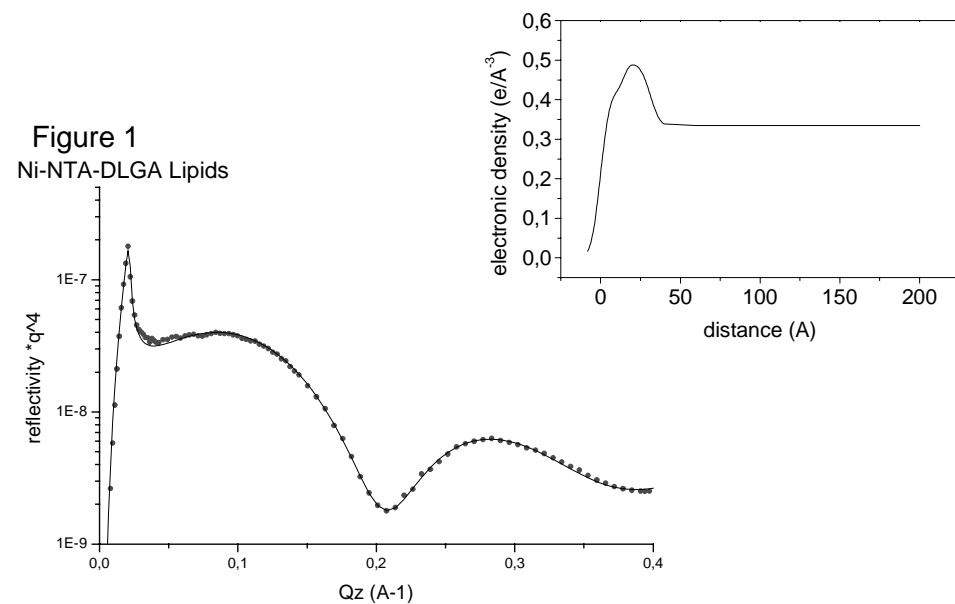 Figure 1
Ni-NTA-DLGA Lipids
reflectivity *q^4
1E-7
1E-8
1E-9
0,0 0,1 0,2 0,3 0,4
Qz (A-1)
electronic density (e/A⁻³)
0,6
0,5
0,4
0,3
0,2
0,1
0,0
0 50 100 150 200
distance (A)